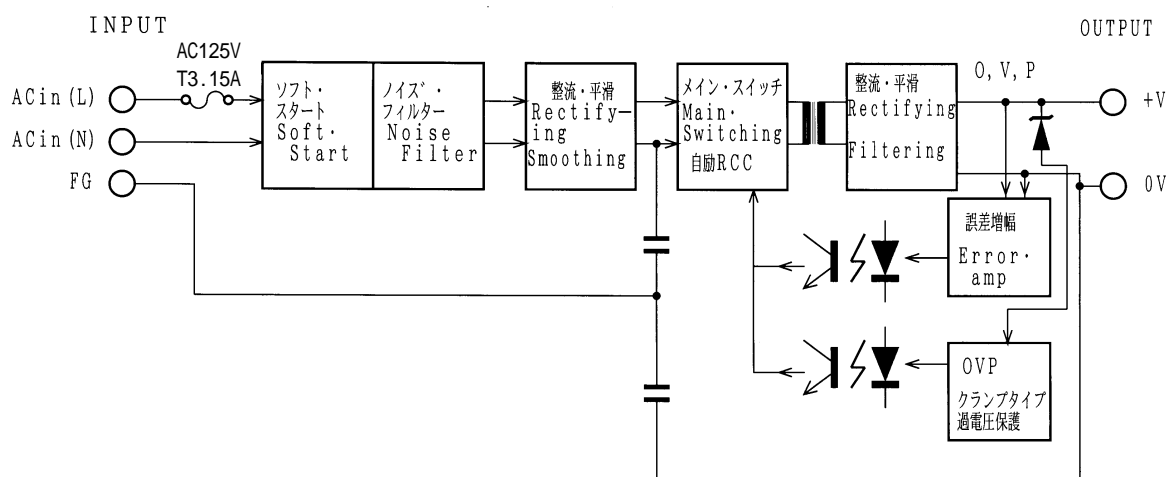 INPUT
OUTPUT
AC125V
T3.15A
ACin(L)
ACin(N)
FG
ソフト・
スタート
Soft・
Start
ノイズ・
フィルター
Noise
Filter
整流・平滑
Rectify-
ing
Smoothing
メイン・スイッチ
Main・
Switching
自励RCC
整流・平滑
Rectifying
Filtering
O,V,P
+V
0V
誤差増幅
Error・
amp
OVP
クランプタイプ
過電圧保護